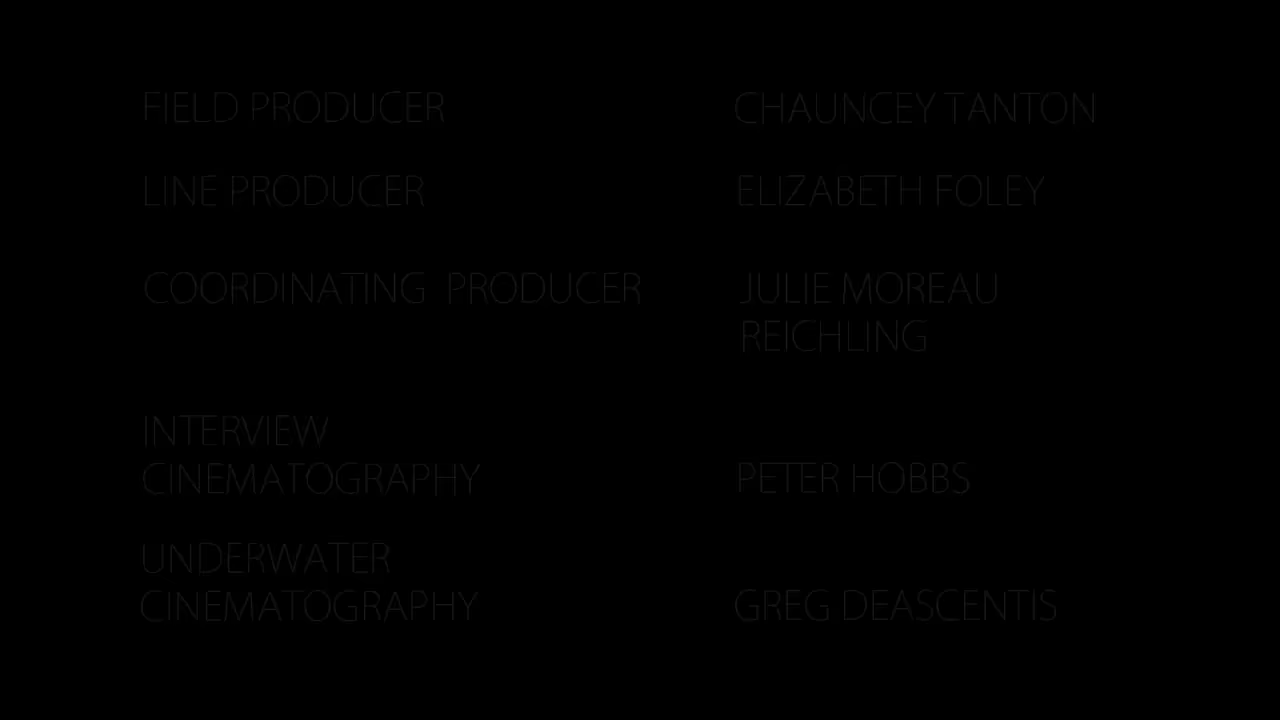 FIELD PRODUCER CHAUNCEY TANTON
LINE PRODUCER ELIZABETH FOLEY
COORDINATING PRODUCER JULIE MOREAU
REICHLING
INTERVIEW
CINEMATOGRAPHY PETER HOBBS
UNDERWATER
CINEMATOGRAPHY GREG DEASCENTIS